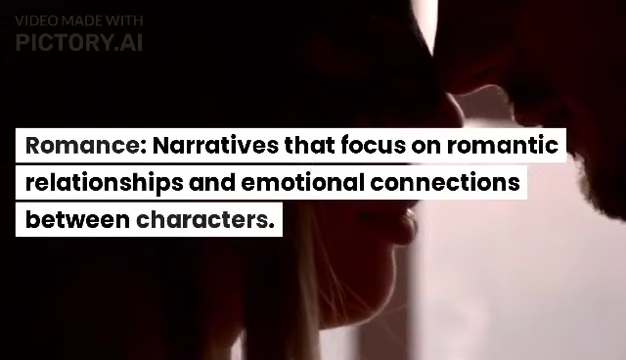 VIDEO MADE WITH
PICTORY.AI
Romance: Narratives that focus on romantic
relationships and emotional connections
between characters.